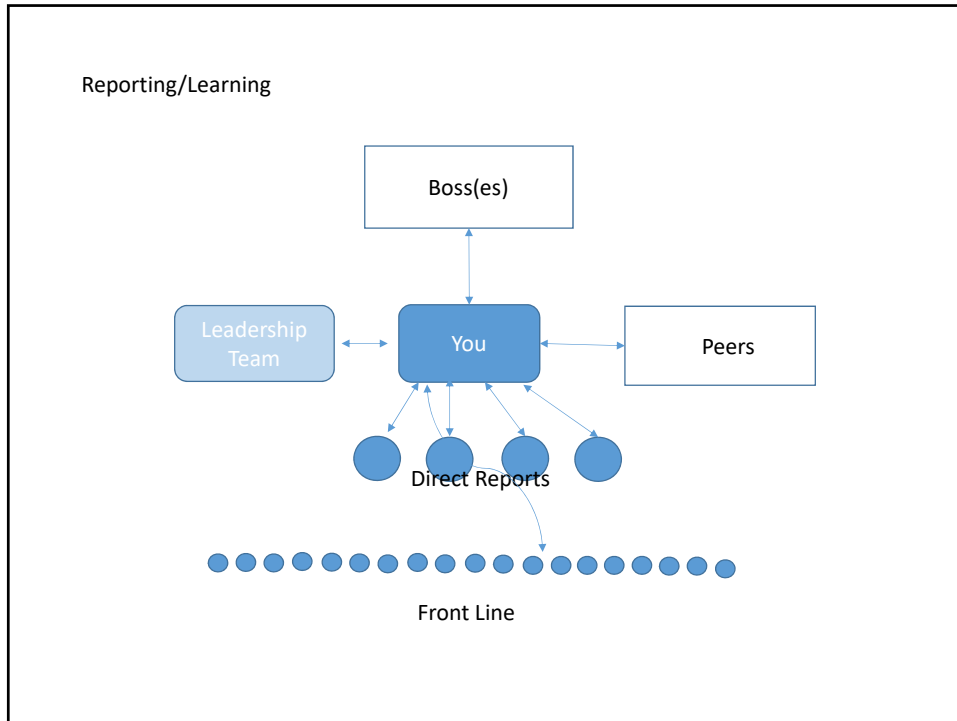 Reporting/Learning
Boss(es)
Leadership
Team
You
Peers
Direct Reports
Front Line